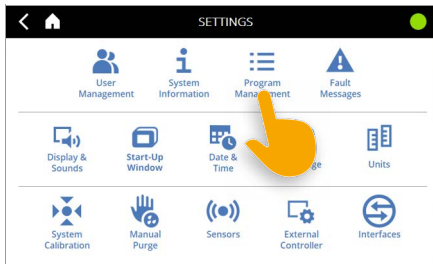 SETTINGS
User
Management
System
Information
Program
Management
Fault
Messages
Display &
Sounds
Start-Up
Window
Date &
Time
Units
System
Calibration
Manual
Purge
Sensors
External
Controller
Interfaces